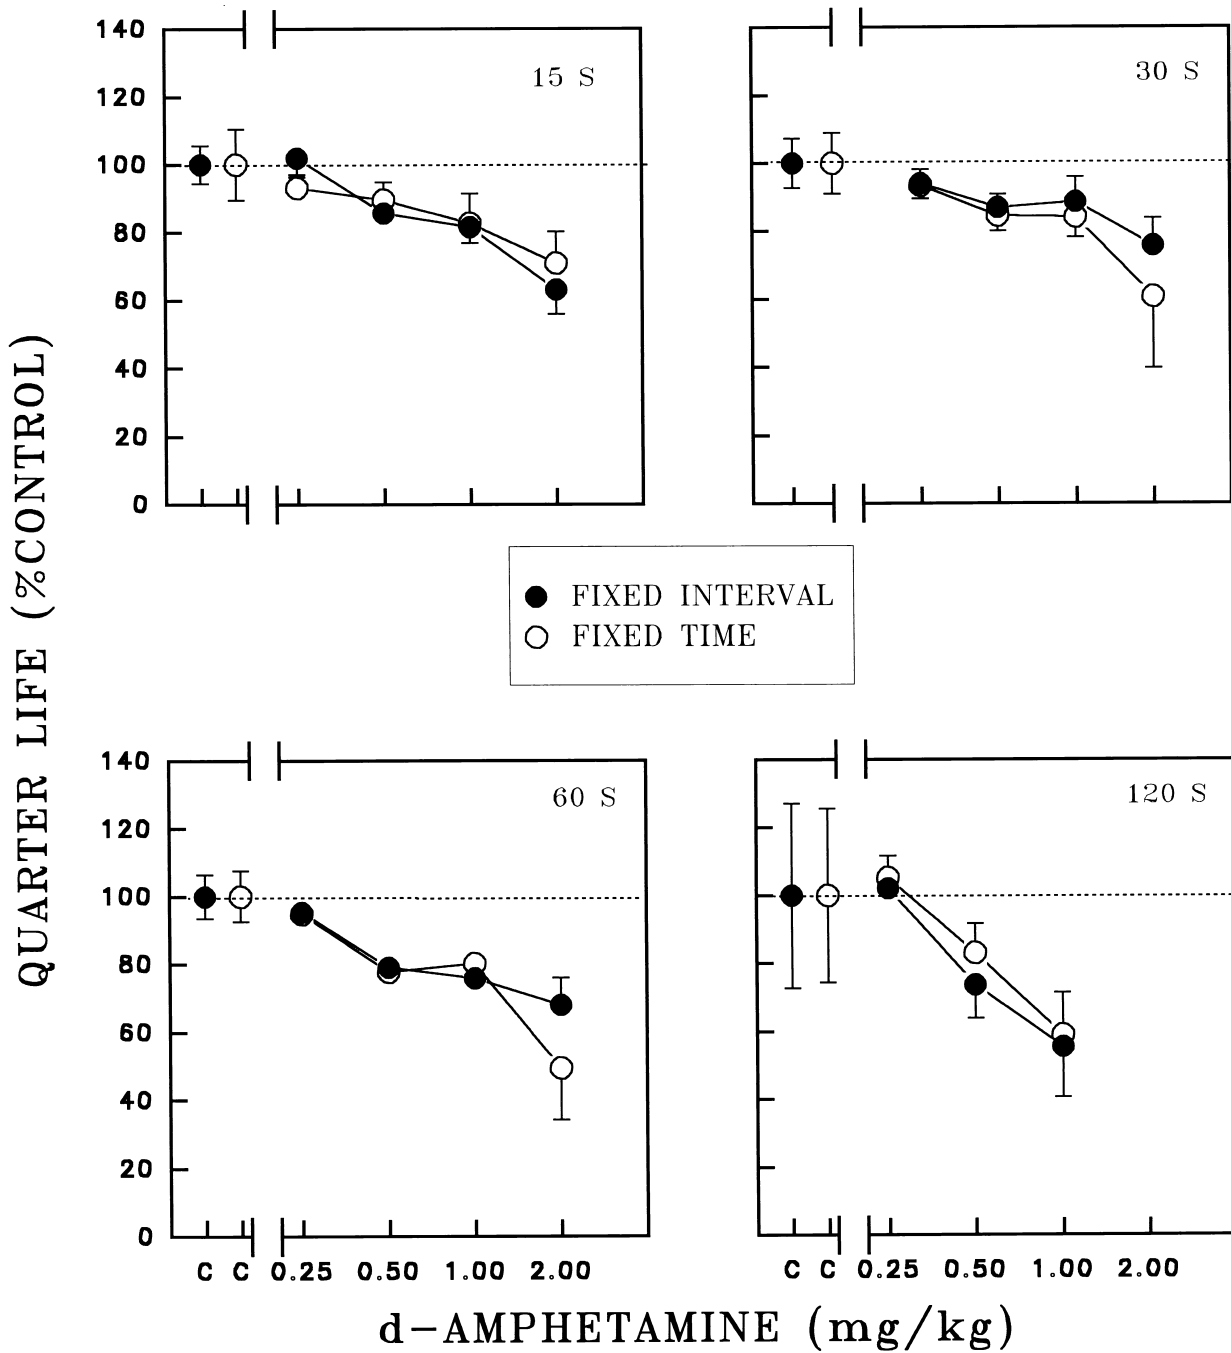 QUARTER LIFE (%CONTROL)
15 S
140
120
100
80
60
40
20
0
30 S
FIXED INTERVAL
FIXED TIME
60 S
140
120
100
80
60
40
20
0
C C 0.25 0.50 1.00 2.00
120 S
C C 0.25 0.50 1.00 2.00
d-AMPHETAMINE (mg/kg)